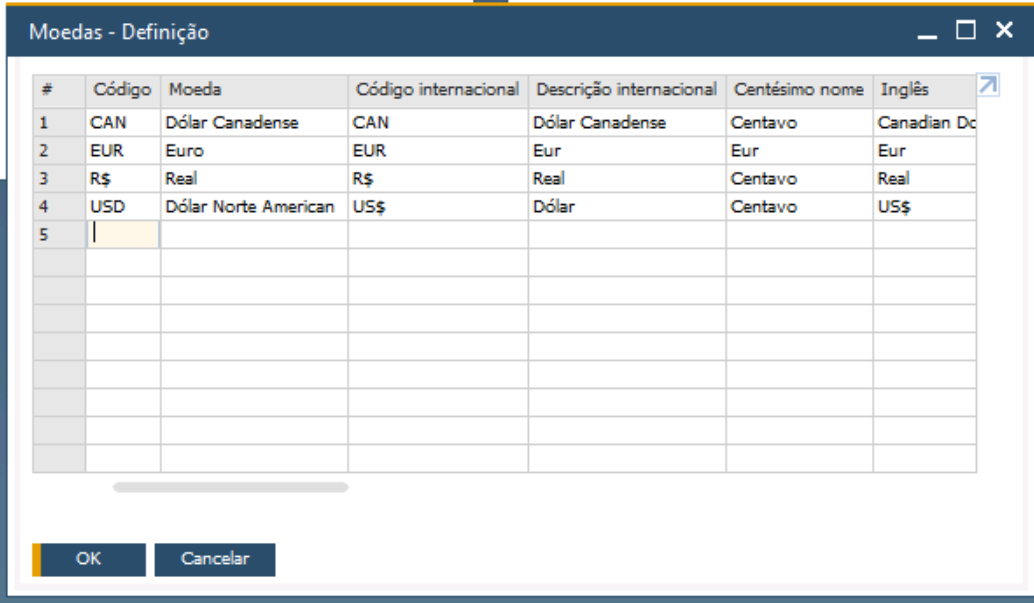 Moedas - Definição
# Código Moeda Código internacional Descrição internacional Centésimo nome Inglês
1 CAN Dólar Canadense CAN Dólar Canadense Centavo Canadian Dc
2 EUR Euro EUR Eur Eur Eur
3 R$ Real R$ Real Centavo Real
4 USD Dólar Norte American US$ Dólar Centavo US$
5
OK Cancelar